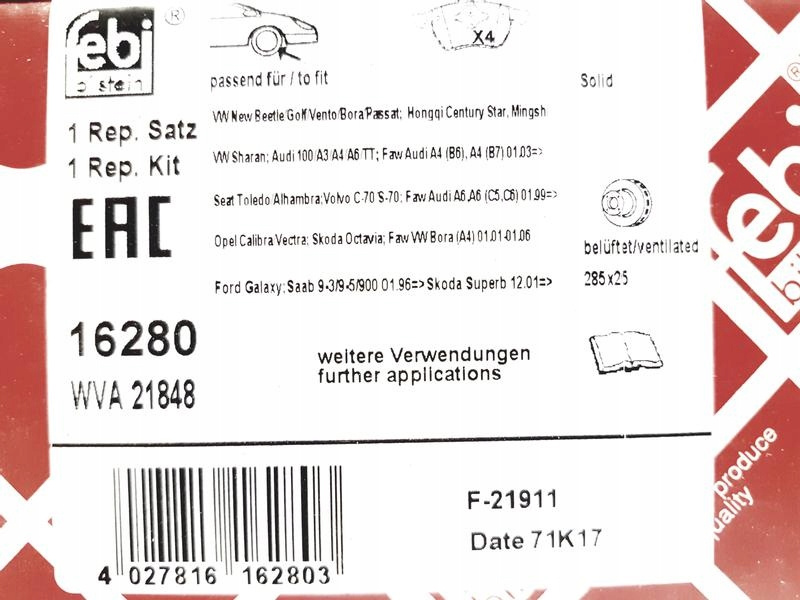 febi
®
bilstein
X4
passend für / to fit
Solid
1 Rep. Satz
1 Rep. Kit
VW New Beetle/Golf/Vento/Bora/Passat; Hongqi Century Star, Mingsh
VW Sharan; Audi 100/A3/A4/A6/TT; Faw Audi A4 (B6), A4 (B7) 01.03=>
Seat Toledo Alhambra;Volvo C-70 S-70; Faw Audi A6,A6 (C5,C6) 01.99=>
Opel Calibra Vectra; Skoda Octavia; Faw VW Bora (A4) 01.01-01.06
Ford Galaxy; Saab 9-3/9-5/900 01.96=> Skoda Superb 12.01=>
EAC
belüftet/ventilated
285x25
16280
WVA 21848
weitere Verwendungen
further applications
F-21911
Date 71K17
4 027816 162803
febi
®
produce
quality